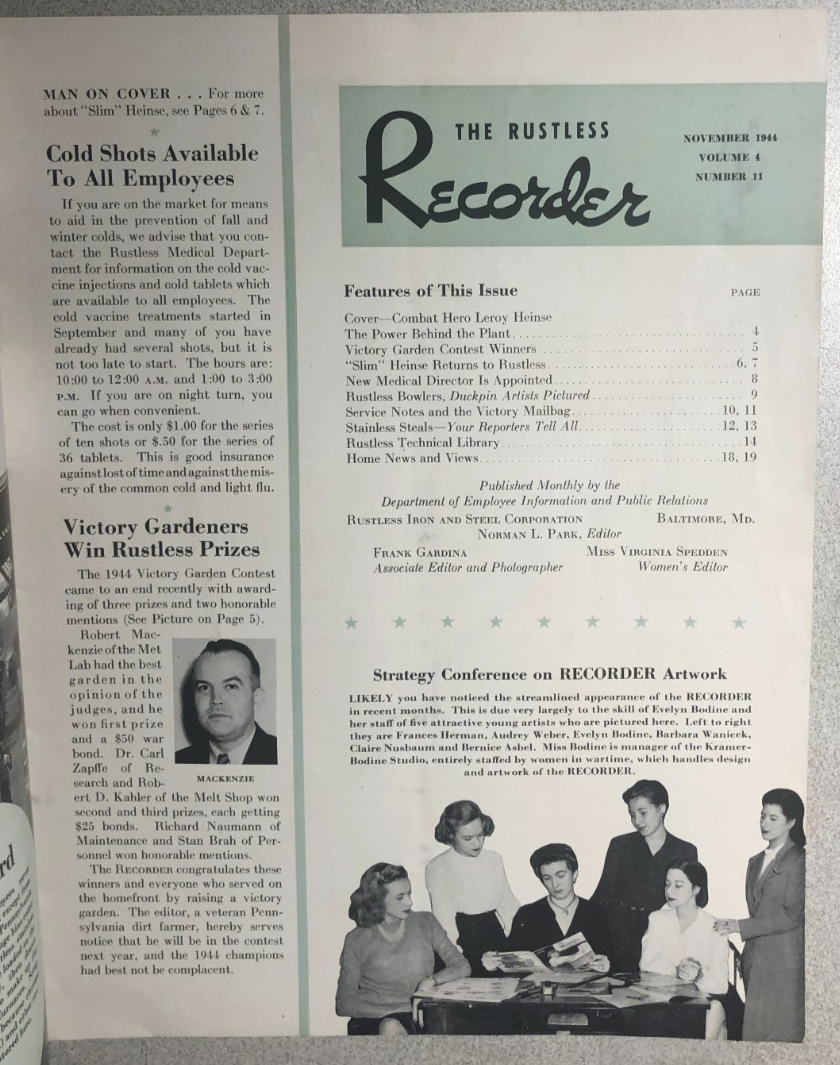 MAN ON COVER . . . For more
about "Slim" Heinse, see Pages 6 & 7.
Cold Shots Available
To All Employees
If you are on the market for means
to aid in the prevention of fall and
winter colds, we advise that you con-
tact the Rustless Medical Depart-
ment for information on the cold vac-
cine injections and cold tablets which
are available to all employees. The
cold vaccine treatments started in
September and many of you have
already had several shots, but it is
not too late to start. The hours are:
10:00 to 12:00 A.M. and 1:00 to 3:00
P.M. If you are on night turn, you
can go when convenient.
The cost is only $1.00 for the series
of ten shots or $.50 for the series of
36 tablets. This is good insurance
against lost of time and against the mis-
ery of the common cold and light flu.
Victory Gardeners
Win Rustless Prizes
The 1944 Victory Garden Contest
came to an end recently with award-
ing of three prizes and two honorable
mentions (See Picture on Page 5).
Robert Mac-
kenzie of the Met
Lab had the best
garden in the
opinion of the
judges, and he
won first prize
and a $50 war
bond. Dr. Carl
Zapffe of Re-
search and Rob-
MACKENZIE
ert D. Kahler of the Melt Shop won
second and third prizes, each getting
$25 bonds. Richard Naumann of
Maintenance and Stan Brah of Per-
sonnel won honorable mentions.
The RECORDER congratulates these
winners and everyone who served on
the homefront by raising a victory
garden. The editor, a veteran Penn-
sylvania dirt farmer, hereby serves
notice that he will be in the contest
next year, and the 1944 champions
had best not be complacent.
THE RUSTLESS
Recorder
NOVEMBER 1944
VOLUME 4
NUMBER 11
Features of This Issue PAGE
Cover—Combat Hero Leroy Heinse
The Power Behind the Plant 4
Victory Garden Contest Winners 5
"Slim" Heinse Returns to Rustless 6, 7
New Medical Director Is Appointed 8
Rustless Bowlers, Duckpin Artists Pictured 9
Service Notes and the Victory Mailbag 10, 11
Stainless Steals—Your Reporters Tell All 12, 13
Rustless Technical Library 14
Home News and Views 18, 19
Published Monthly by the
Department of Employee Information and Public Relations
RUSTLESS IRON AND STEEL CORPORATION BALTIMORE, MD.
NORMAN L. PARK, Editor
FRANK GARDINA MISS VIRGINIA SPEDDEN
Associate Editor and Photographer Women's Editor
Strategy Conference on RECORDER Artwork
LIKELY you have noticed the streamlined appearance of the RECORDER
in recent months. This is due very largely to the skill of Evelyn Bodine and
her staff of five attractive young artists who are pictured here. Left to right
they are Frances Herman, Audrey Weber, Evelyn Bodine, Barbara Wanieck,
Claire Nusbaum and Bernice Asbel. Miss Bodine is manager of the Kramer-
Bodine Studio, entirely staffed by women in wartime, which handles design
and artwork of the RECORDER.